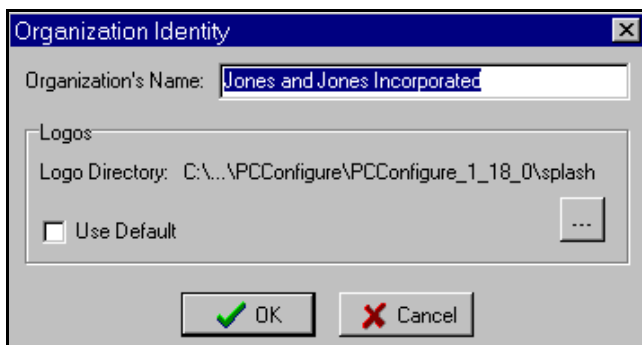 Organization Identity
Organization's Name: Jones and Jones Incorporated
Logos
Logo Directory: C:\...\PCConfigure\PCConfigure_1_18_0\splash
Use Default
...
OK Cancel